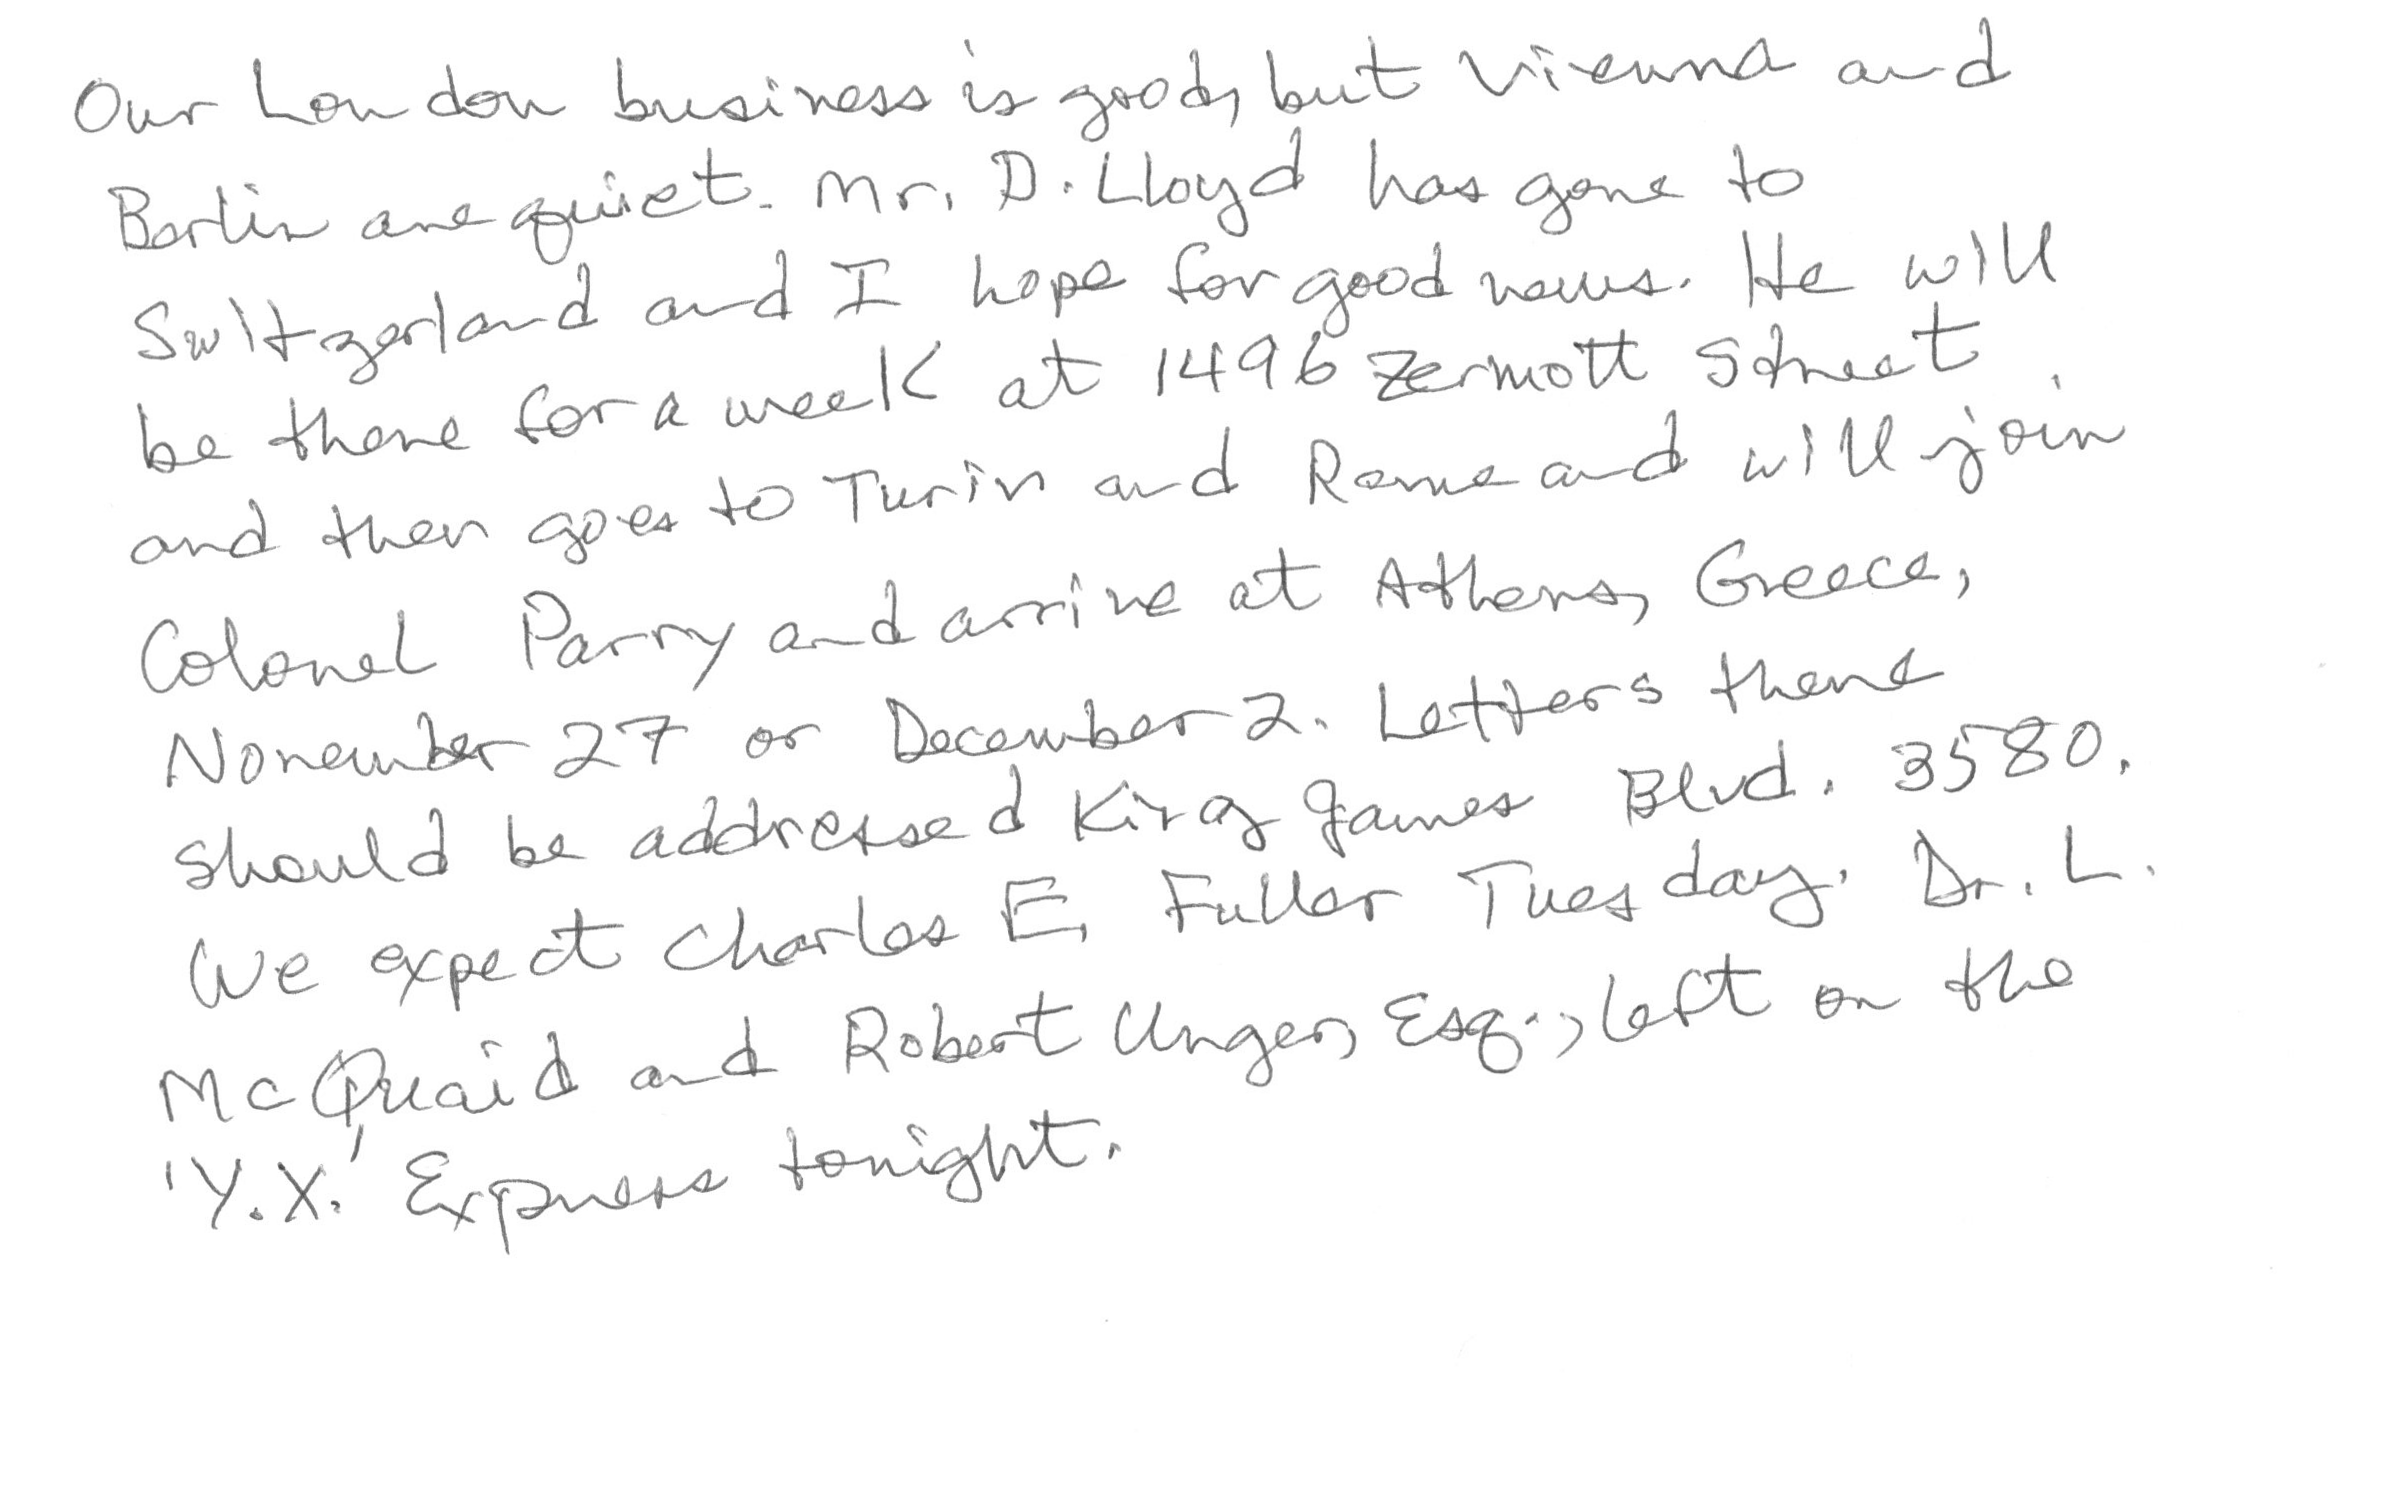 Our London business is good, but Vienna and
Berlin are quiet. Mr. D. Lloyd has gone to
Switzerland and I hope for good news. He will
be there for a week at 1496 Zermott Street
and then goes to Turin and Rome and will join
Colonel Parry and arrive at Athens, Greece,
November 27 or December 2. Letters there
should be addressed King James Blvd. 3580.
We expect Charles E. Fuller Tuesday. Dr. L.
McQuaid and Robert Unger, Esq., left on the
'Y.X.' Express tonight.